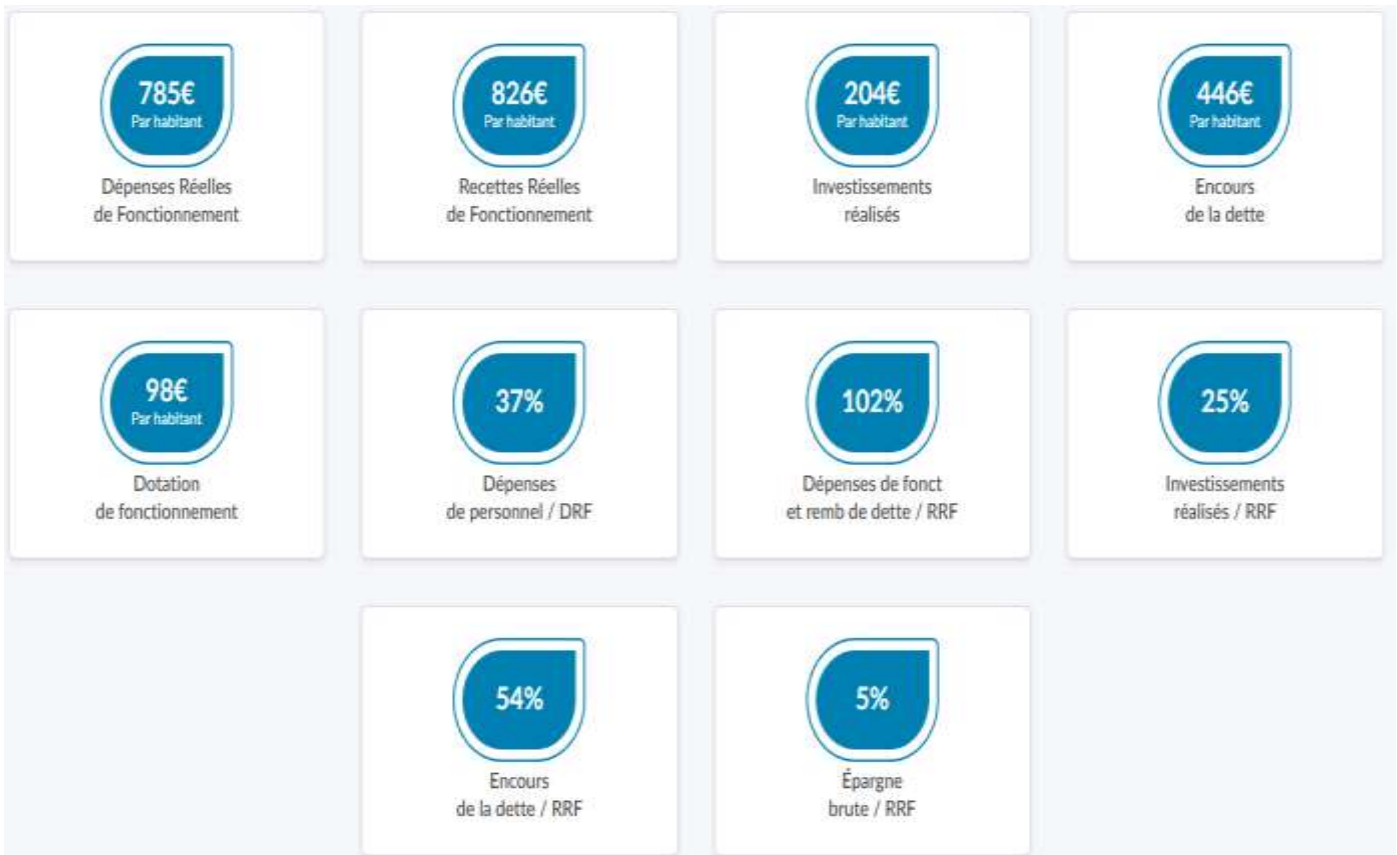 785€
Par habitant
Dépenses Réelles
de Fonctionnement
826€
Par habitant
Recettes Réelles
de Fonctionnement
204€
Par habitant
Investissements
réalisés
446€
Par habitant
Encours
de la dette
98€
Par habitant
Dotation
de fonctionnement
37%
Dépenses
de personnel / DRF
102%
Dépenses de fonct
et remb de dette / RRF
25%
Investissements
réalisés / RRF
54%
Encours
de la dette / RRF
5%
Épargne
brute / RRF